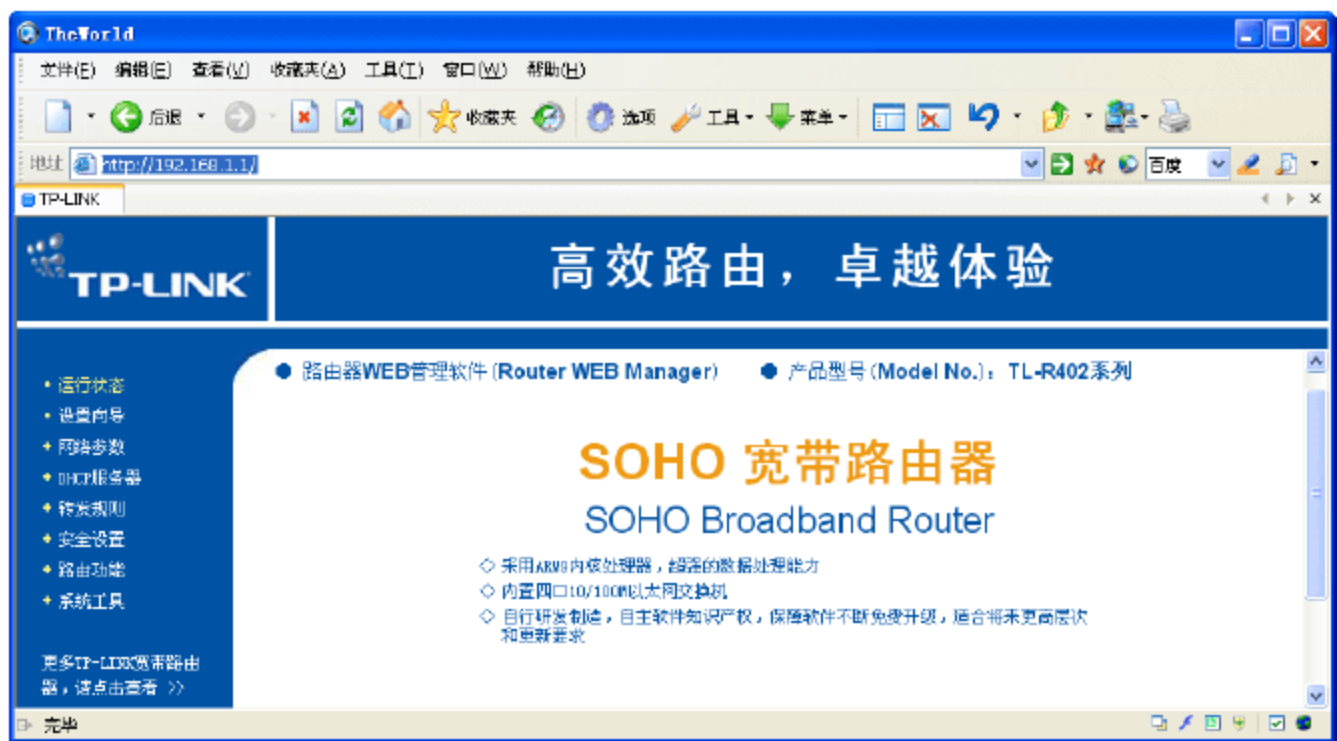 TheWorld
文件(E) 编辑(E) 查看(V) 收藏夹(A) 工具(T) 窗口(W) 帮助(H)
后退 收藏夹 选项 工具 菜单
地址 http://192.168.1.1/ 百度
TP-LINK
TP-LINK 高效路由，卓越体验
路由器WEB管理软件(Router WEB Manager) 产品型号(Model No.)：TL-R402系列
• 运行状态
• 设置向导
+ 网络参数
+ DHCP服务器
+ 转发规则
+ 安全设置
+ 路由功能
+ 系统工具
更多TP-LINK宽带路由
器，请点击查看 >>
SOHO 宽带路由器
SOHO Broadband Router
◇ 采用ARM9内核处理器，超强的数据处理能力
◇ 内置四口10/100M以太网交换机
◇ 自行研发制造，自主软件知识产权，保障软件不断免费升级，适合将来更高层次
和更新要求
完毕